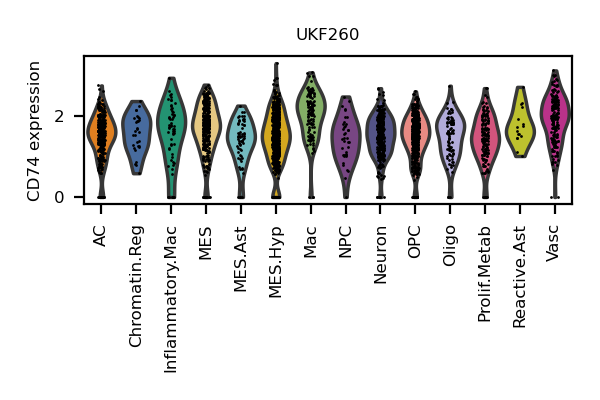 UKF260
CD74 expression
2
0
AC
Chromatin.Reg
Inflammatory.Mac
MES
MES.Ast
MES.Hyp
Mac
NPC
Neuron
OPC
Oligo
Prolif.Metab
Reactive.Ast
Vasc